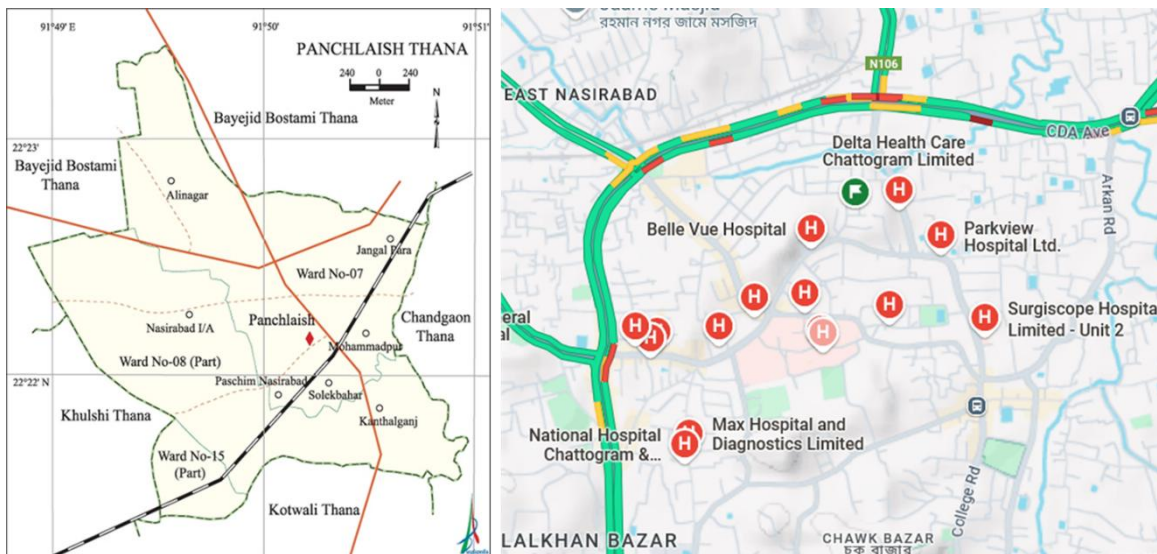 91°49' E
91°50'
91°51'
PANCHLAISH THANA
240 0 240
Meter
N
Bayejid Bostami Thana
22°23'
Bayejid Bostami
Thana
Alinagar
Jangal Para
Ward No-07
Nasirabad I/A
Panchlaish
Chandgaon
Thana
Mohammadpur
Ward No-08 (Part)
22°22' N
Paschim Nasirabad
Solekbahar
Khulshi Thana
Kanthalganj
Ward No-15
(Part)
Kotwali Thana
রহমান নগর জামে মসজিদ
N106
EAST NASIRABAD
CDA Ave
Delta Health Care
Chattogram Limited
H
Arkan Rd
Belle Vue Hospital
H
H
Parkview
Hospital Ltd.
H
H
H
Surgiscope Hospital
Limited - Unit 2
H
H
H
H
H
H
National Hospital
Chattogram &...
H
H
Max Hospital and
Diagnostics Limited
College Rd
LALKHAN BAZAR
CHAWK BAZAR
চক বাজার